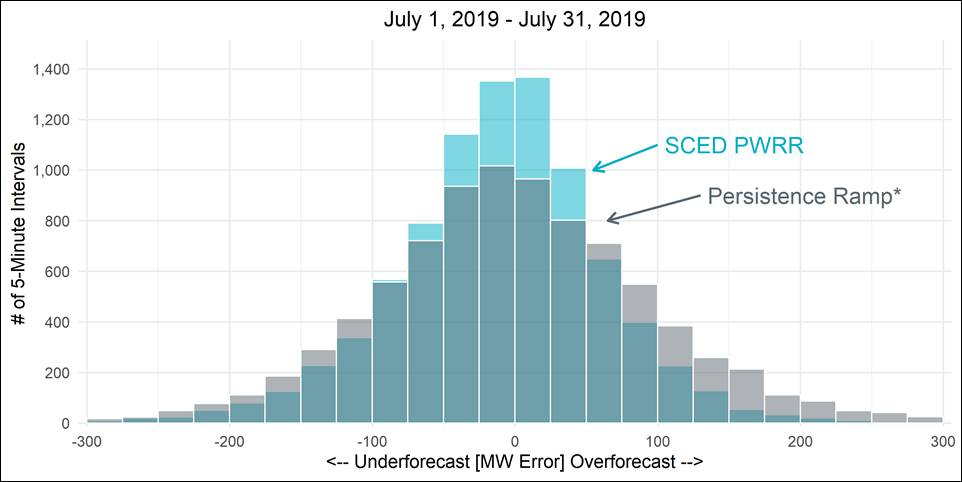 July 1, 2019 - July 31, 2019
# of 5-Minute Intervals
1,400
1,200
1,000
800
600
400
200
0
SCED PWRR
Persistence Ramp*
-300 -200 -100 0 100 200 300
<-- Underforecast [MW Error] Overforecast -->